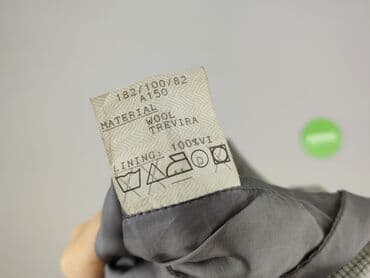 182/100/82
A150
MATERIAL
WOOL
TREVIRA
LINING: 100%VI
D